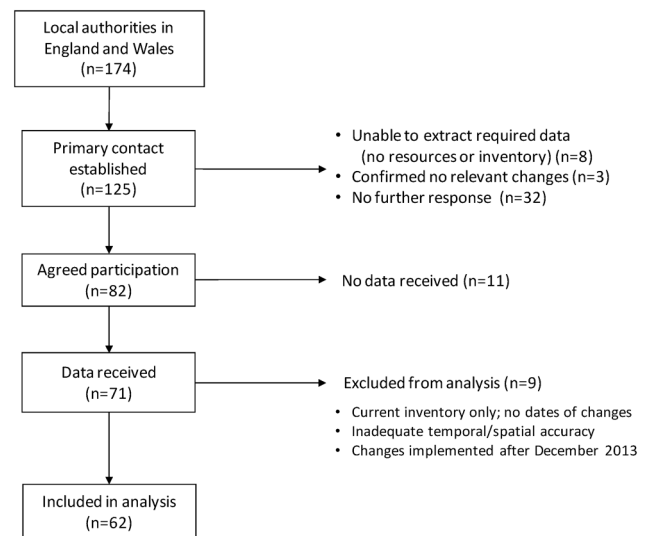 Local authorities in
England and Wales
(n=174)
Primary contact
established
(n=125)
• Unable to extract required data
(no resources or inventory) (n=8)
• Confirmed no relevant changes (n=3)
• No further response (n=32)
Agreed participation
(n=82)
No data received (n=11)
Data received
(n=71)
Excluded from analysis (n=9)
• Current inventory only; no dates of changes
• Inadequate temporal/spatial accuracy
• Changes implemented after December 2013
Included in analysis
(n=62)